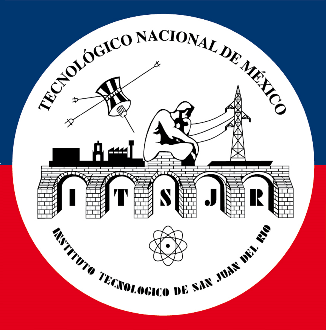 TECNOLÓGICO NACIONAL DE MÉXICO
I T S J R
INSTITUTO TECNOLOGICO DE SAN JUAN DEL RIO